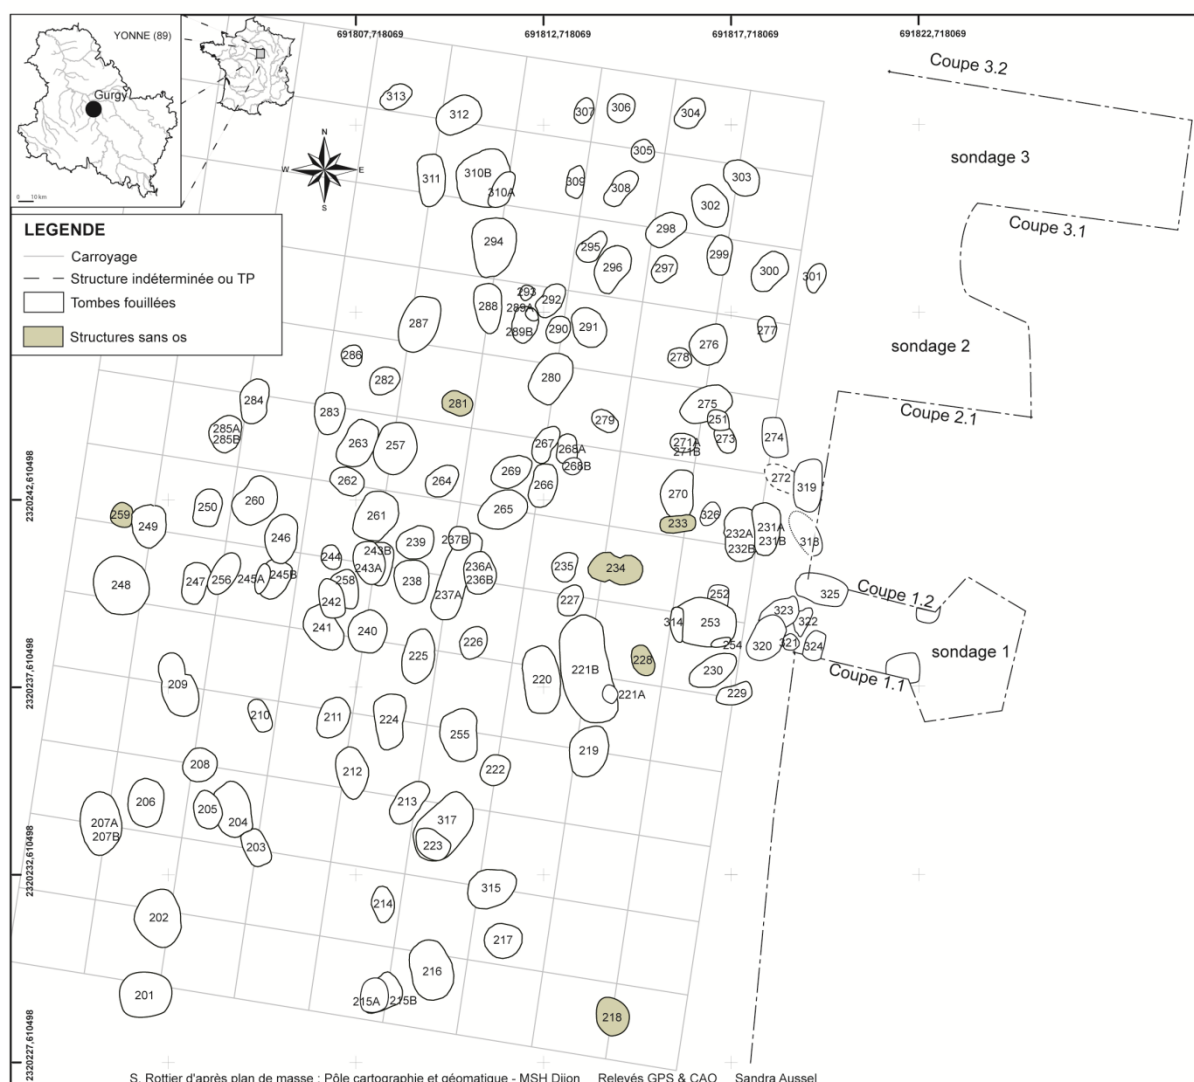 YONNE (89)
Gurgy
0 10 km
691807,718069
691812,718069
691817,718069
691822,718069
N
W E
S
LEGENDE
Carroyage
Structure indéterminée ou TP
Tombes fouillées
Structures sans os
Coupe 3.2
sondage 3
Coupe 3.1
sondage 2
Coupe 2.1
Coupe 1.2
sondage 1
Coupe 1.1
2320242,610498
2320237,610498
2320232,610498
2320227,610498
313
312
307
306
304
305
303
311
310B
310A
309
308
302
298
294
295
296
297
299
300
301
293
292
288
289A
289B
290
291
287
277
276
278
286
282
280
281
275
251
279
284
283
285A
285B
263
257
267
268A
268B
271A
271B
273
274
262
264
269
266
272
319
270
260
250
259
249
261
265
233
326
232A
232B
231A
231B
318
246
244
243B
243A
239
237B
236A
236B
235
234
248
247
256
245A
245B
258
242
238
237A
227
252
325
241
240
226
314
253
254
323
322
320
321
324
225
220
221B
221A
228
230
229
209
210
211
224
255
219
208
212
222
206
205
204
213
317
207A
207B
203
223
315
214
202
217
216
201
215A
215B
218
S. Rottier d'après plan de masse : Pôle cartographie et géomatique - MSH Dijon Relevés GPS & CAO Sandra Aussel